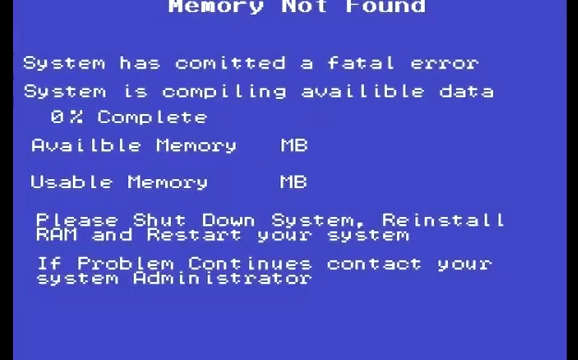 Memory Not Found
System has comitted a fatal error
System is compiling availible data
0% Complete
Availble Memory MB
Usable Memory MB
Please Shut Down System, Reinstall
RAM and Restart your system
If Problem Continues contact your
system Administrator